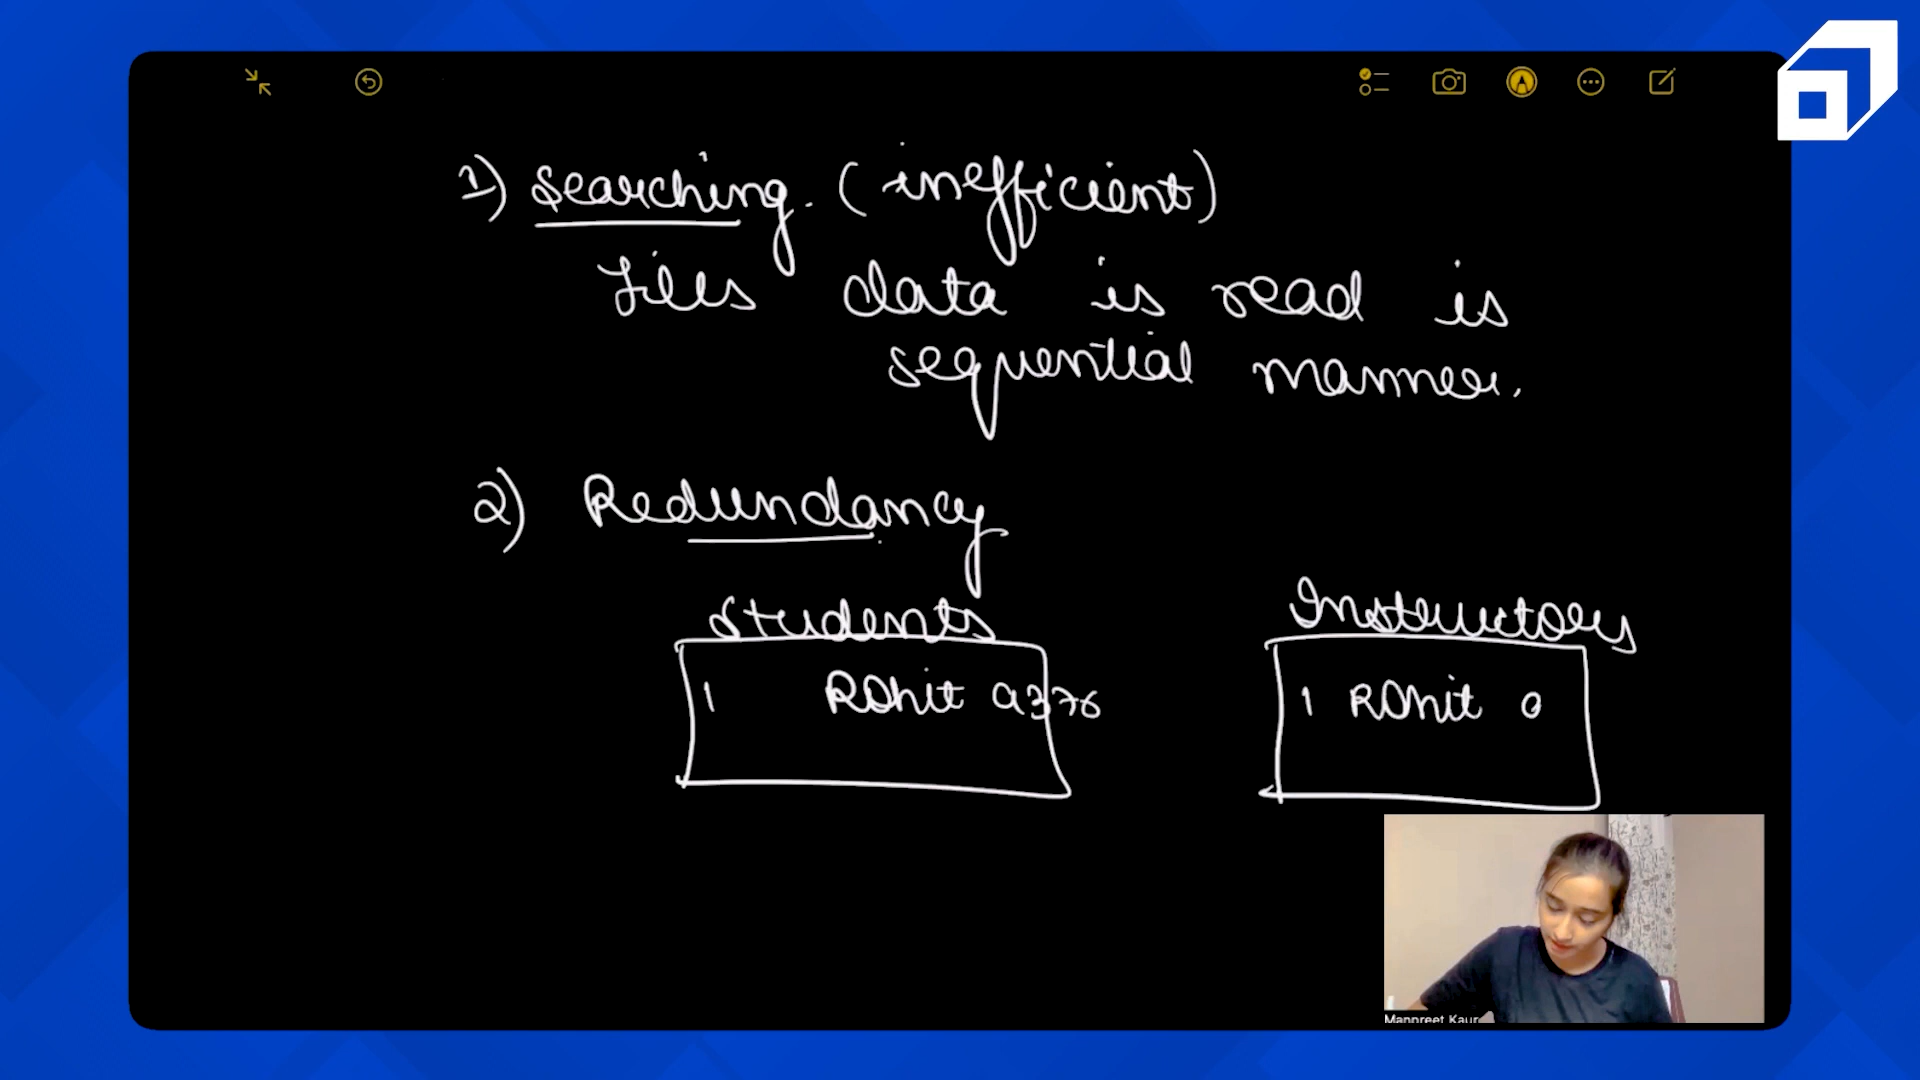 1) Searching. (inefficient)
files data is read is
sequential manner.
2) Redundancy
Students Instructors
1 Rohit 9376 1 Rohit 9
Manpreet Kaur